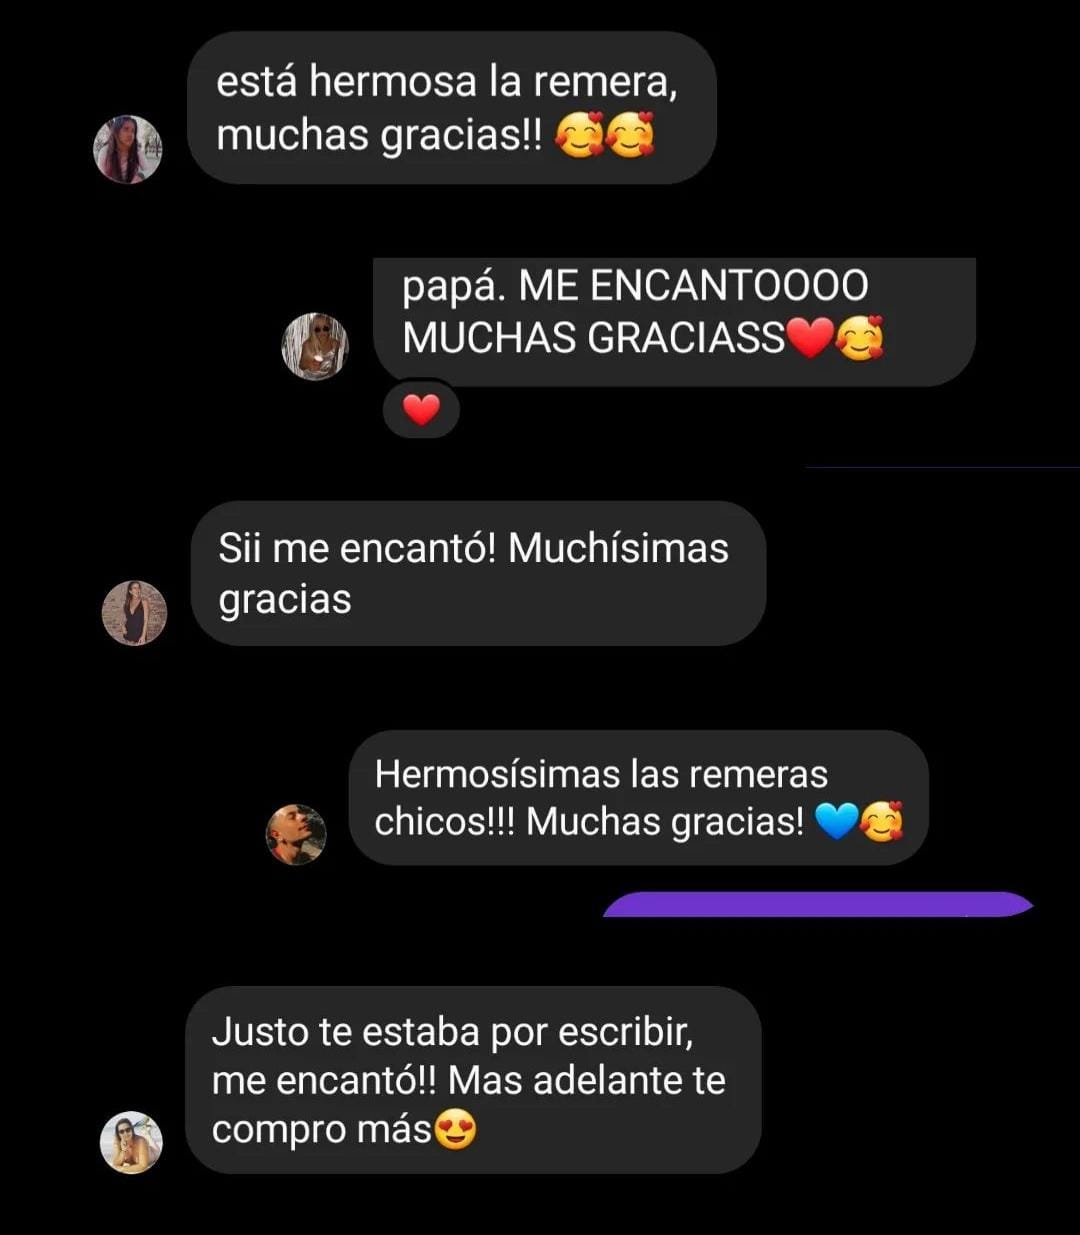 está hermosa la remera,
muchas gracias!! 🥰🥰
papá. ME ENCANTOOOO
MUCHAS GRACIASS❤️🥰
❤️
Sii me encantó! Muchísimas
gracias
Hermosísimas las remeras
chicos!!! Muchas gracias! 💙🥰
Justo te estaba por escribir,
me encantó!! Mas adelante te
compro más😍